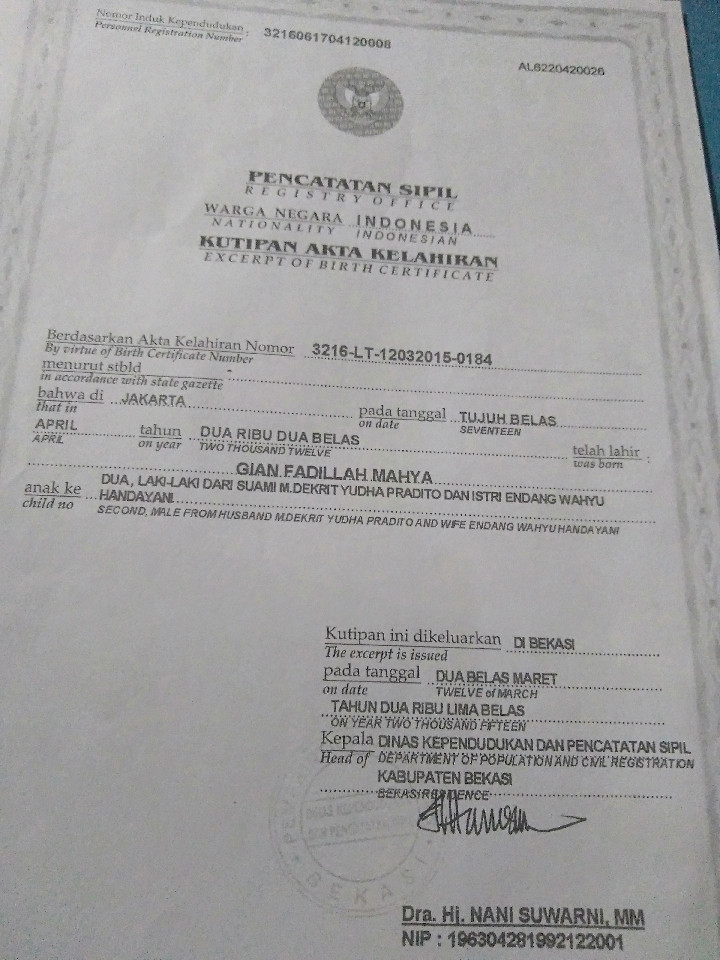 Nomor Induk Kependudukan : 3216061704120008
Personnel Registration Number
AL6220420026
PENCATATAN SIPIL
REGISTRY OFFICE
WARGA NEGARA INDONESIA
NATIONALITY INDONESIAN
KUTIPAN AKTA KELAHIRAN
EXCERPT OF BIRTH CERTIFICATE
Berdasarkan Akta Kelahiran Nomor 3216-LT-12032015-0184
By virtue of Birth Certificate Number
menurut stbld -
in accordance with state gazette
bahwa di JAKARTA pada tanggal TUJUH BELAS
that in on date SEVENTEEN
APRIL tahun DUA RIBU DUA BELAS telah lahir :
APRIL on year TWO THOUSAND TWELVE was born
GIAN FADILLAH MAHYA
anak ke DUA, LAKI-LAKI DARI SUAMI M.DEKRIT YUDHA PRADITO DAN ISTRI ENDANG WAHYU
HANDAYANI
child no SECOND, MALE FROM HUSBAND M.DEKRIT YUDHA PRADITO AND WIFE ENDANG WAHYU HANDAYANI
Kutipan ini dikeluarkan DI BEKASI
The excerpt is issued
pada tanggal DUA BELAS MARET
on date TWELVE of MARCH
TAHUN DUA RIBU LIMA BELAS
ON YEAR TWO THOUSAND FIFTEEN
Kepala DINAS KEPENDUDUKAN DAN PENCATATAN SIPIL
Head of DEPARTMENT OF POPULATION AND CIVIL REGISTRATION
KABUPATEN BEKASI
BEKASI
BEKASI
Dra. Hj. NANI SUWARNI, MM
NIP : 196304281992122001